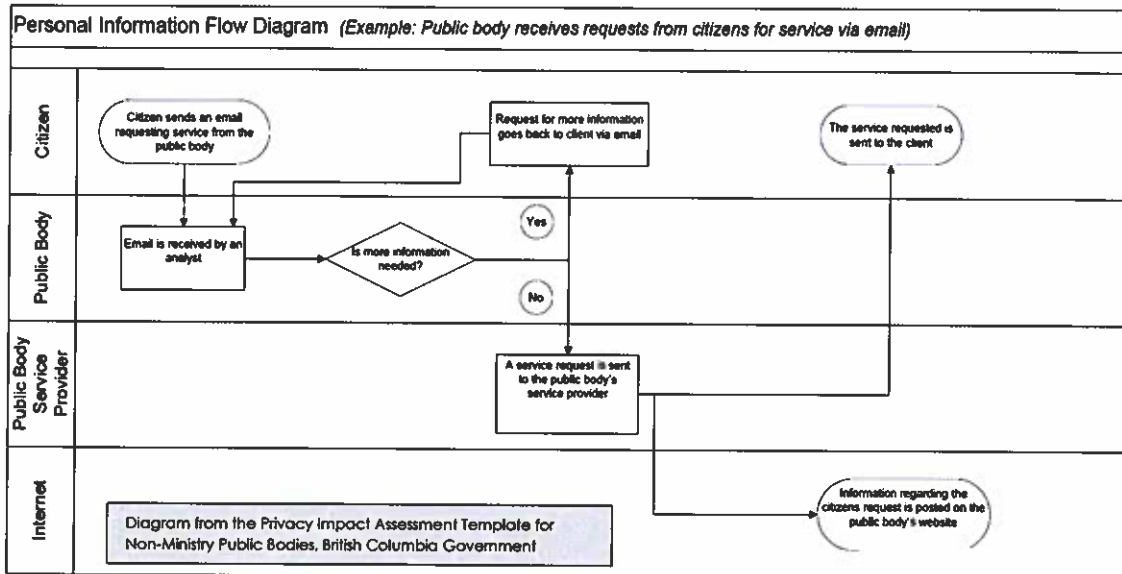 Personal Information Flow Diagram (Example: Public body receives requests from citizens for service via email)
Citizen
Citizen sends an email
requesting service from the
public body
Request for more information
goes back to client via email
The service requested is
sent to the client
Public Body
Email is received by an
analyst
Is more information
needed?
Yes
No
Public Body
Service
Provider
A service request is sent
to the public body's
service provider
Internet
Information regarding the
citizens request is posted on the
public body's website
Diagram from the Privacy Impact Assessment Template for
Non-Ministry Public Bodies, British Columbia Government